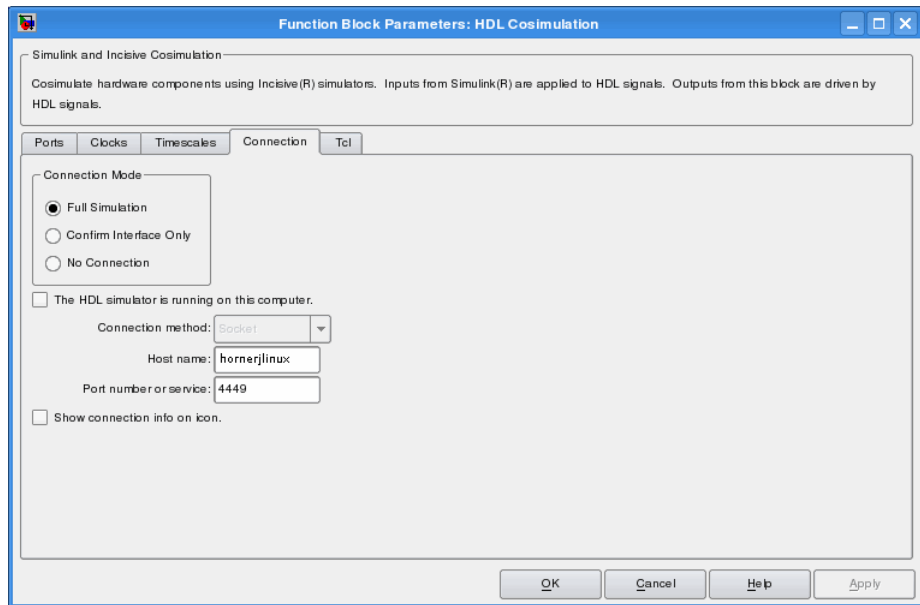 Function Block Parameters: HDL Cosimulation
Simulink and Incisive Cosimulation
Cosimulate hardware components using Incisive(R) simulators. Inputs from Simulink(R) are applied to HDL signals. Outputs from this block are driven by
HDL signals.
Ports Clocks Timescales Connection Tcl
Connection Mode
Full Simulation
Confirm Interface Only
No Connection
The HDL simulator is running on this computer.
Connection method: Socket
Host name: hornerjlinux
Port number or service: 4449
Show connection info on icon.
OK Cancel Help Apply